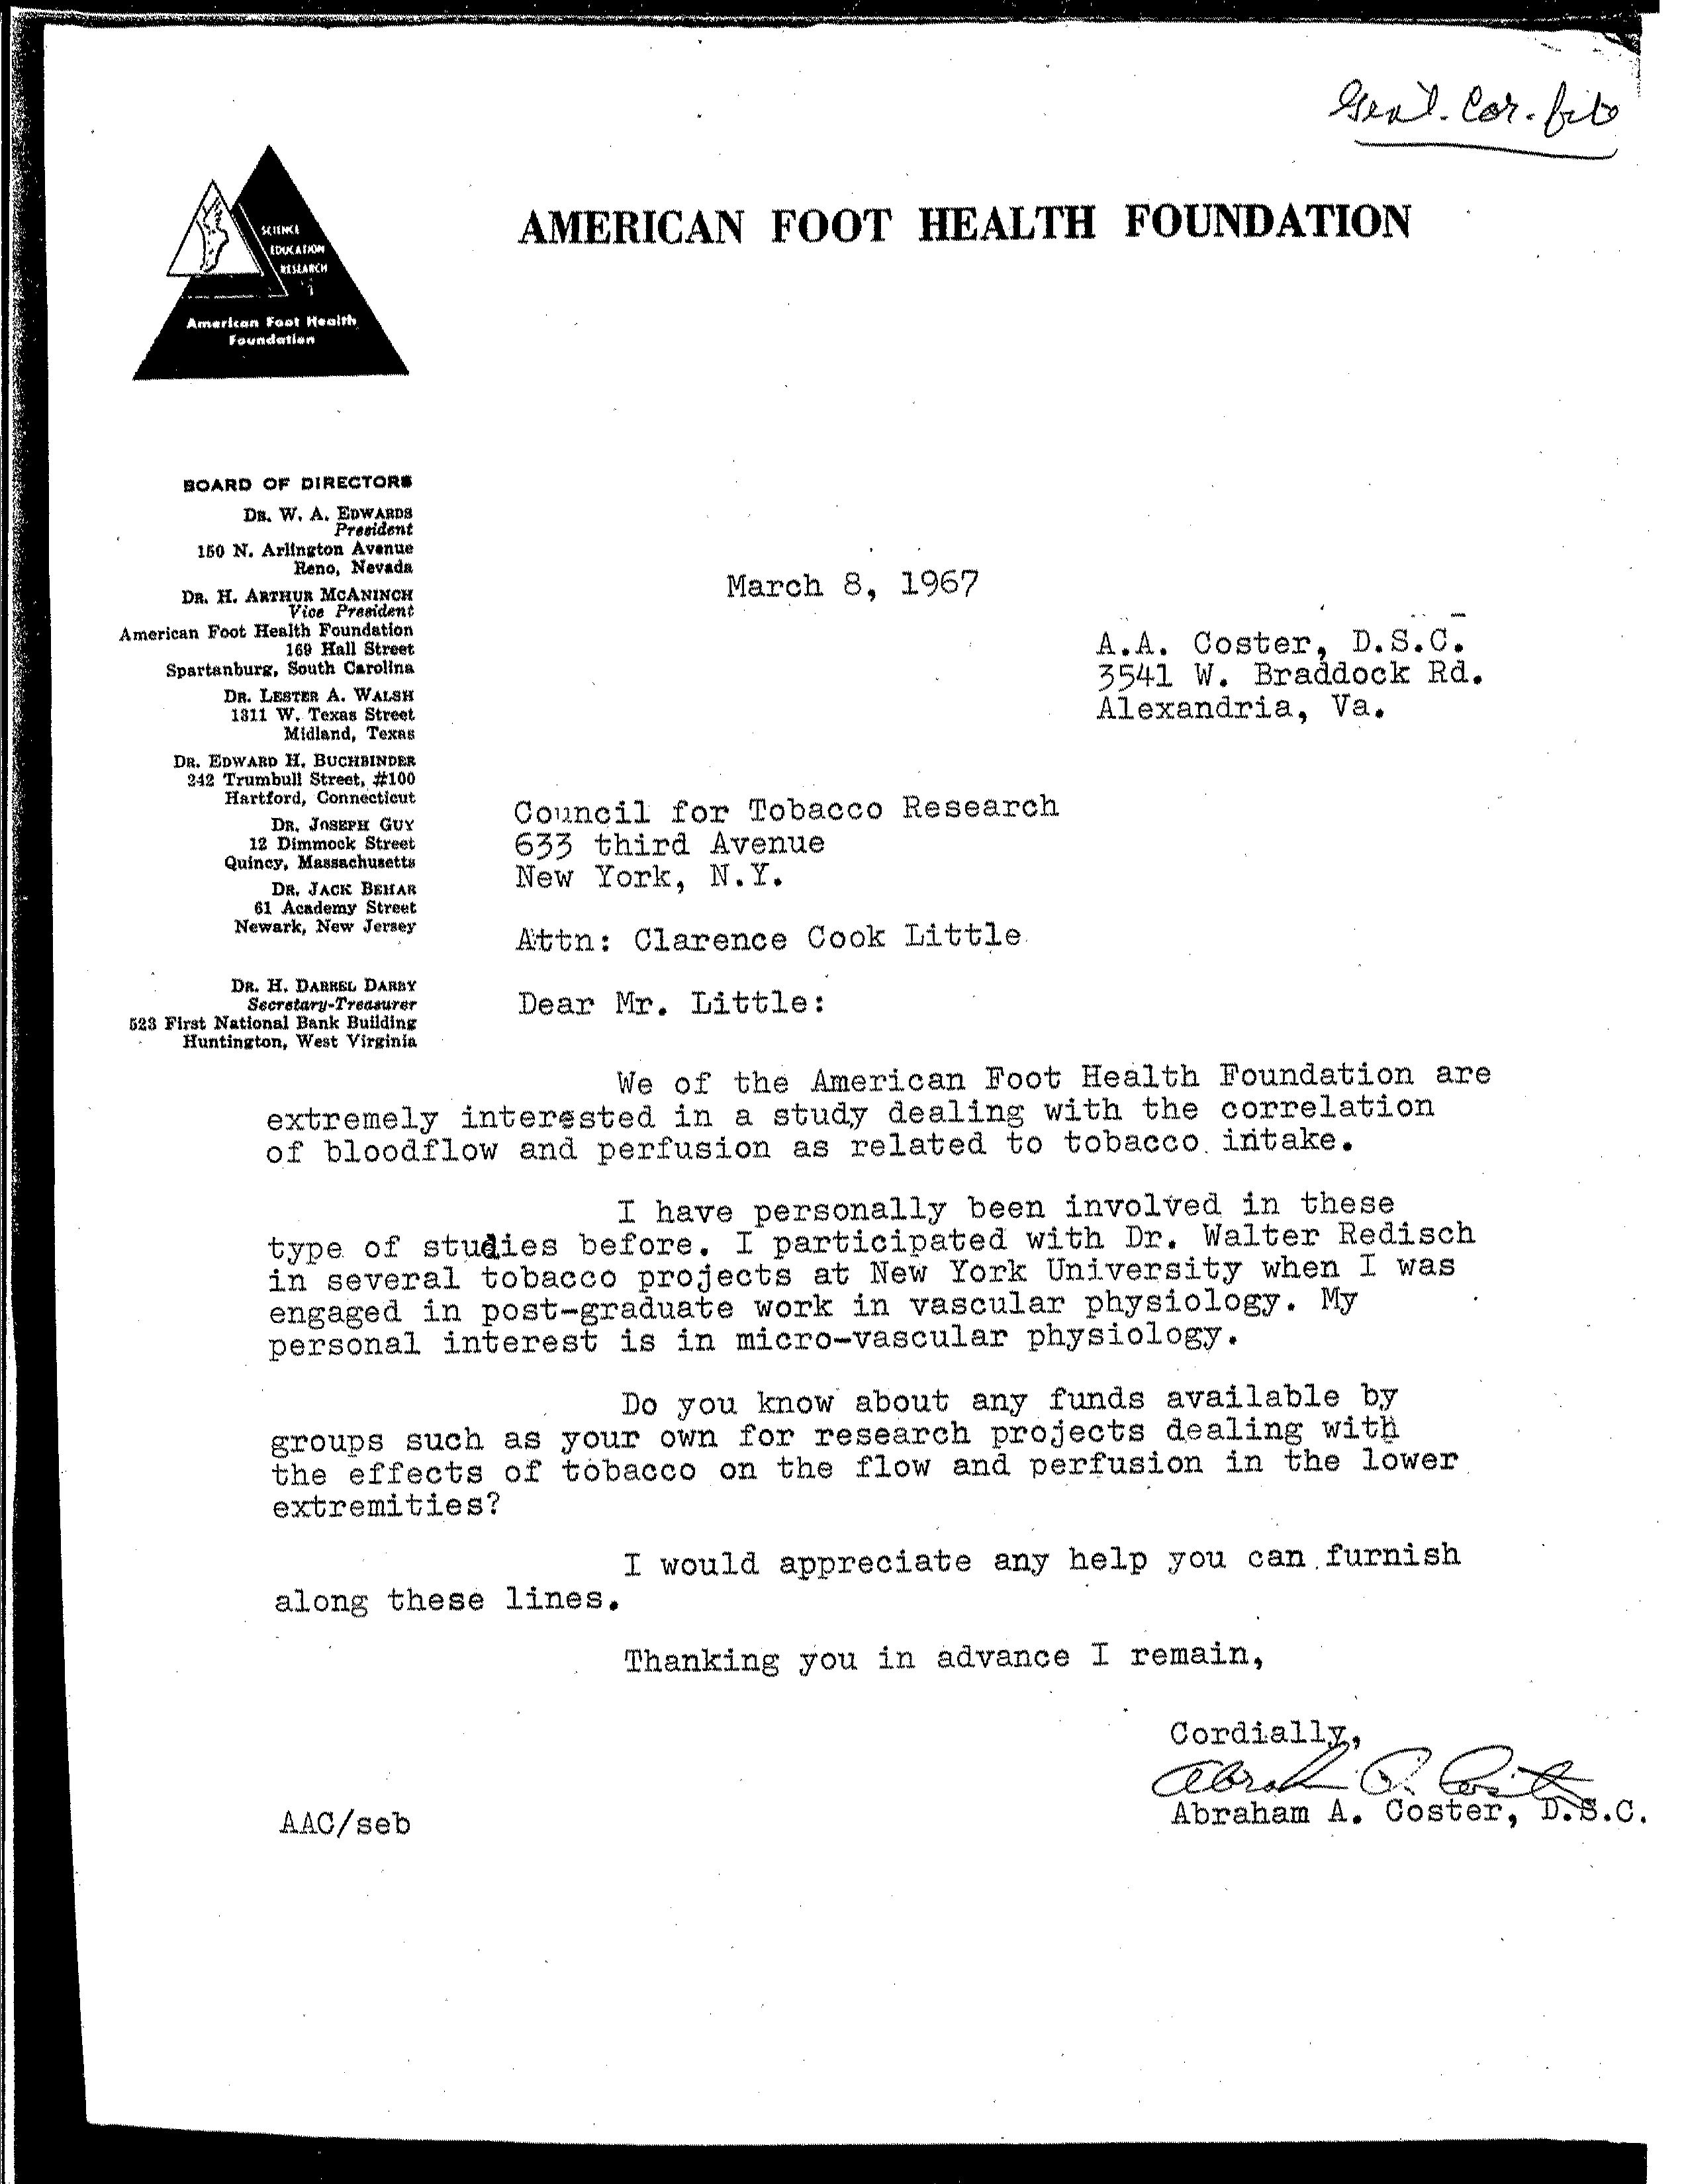 Gen'l. Cor. file
SCIENCE
EDUCATION
RESEARCH
American Foot Health
Foundation
AMERICAN FOOT HEALTH FOUNDATION
BOARD OF DIRECTORS
DR. W. A. EDWARDS
President
150 N. Arlington Avenue
Reno, Nevada
DR. H. ARTHUR MCANINCH
Vice President
American Foot Health Foundation
169 Hall Street
Spartanburg, South Carolina
DR. LESTER A. WALSH
1311 W. Texas Street
Midland, Texas
DR. EDWARD H. BUCHBINDER
242 Trumbull Street, #100
Hartford, Connecticut
DR. JOSEPH GUY
12 Dimmock Street
Quincy, Massachusetts
DR. JACK BEHAR
61 Academy Street
Newark, New Jersey
DR. H. DARREL DARBY
Secretary-Treasurer
523 First National Bank Building
Huntington, West Virginia
March 8, 1967
A.A. Coster, D.S.C.
3541 W. Braddock Rd.
Alexandria, Va.
Council for Tobacco Research
633 third Avenue
New York, N.Y.
Attn: Clarence Cook Little
Dear Mr. Little:
We of the American Foot Health Foundation are
extremely interested in a study dealing with the correlation
of bloodflow and perfusion as related to tobacco intake.
I have personally been involved in these
type of studies before. I participated with Dr. Walter Redisch
in several tobacco projects at New York University when I was
engaged in post-graduate work in vascular physiology. My
personal interest is in micro-vascular physiology.
Do you know about any funds available by
groups such as your own for research projects dealing with
the effects of tobacco on the flow and perfusion in the lower
extremities?
I would appreciate any help you can furnish
along these lines.
Thanking you in advance I remain,
Cordially,
Abraham A. Coster, D.S.C.
AAC/seb